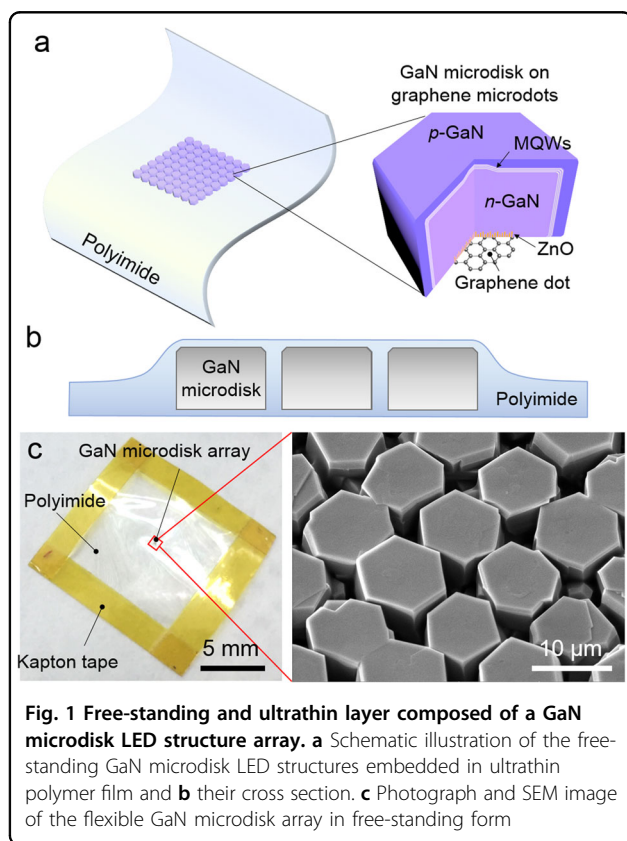 a
GaN microdisk on
graphene microdots
p-GaN
MQWs
n-GaN
ZnO
Graphene dot
Polyimide
b
GaN
microdisk
Polyimide
c
GaN microdisk array
Polyimide
Kapton tape
5 mm
10 µm
Fig. 1 Free-standing and ultrathin layer composed of a GaN
microdisk LED structure array. a Schematic illustration of the free-
standing GaN microdisk LED structures embedded in ultrathin
polymer film and b their cross section. c Photograph and SEM image
of the flexible GaN microdisk array in free-standing form